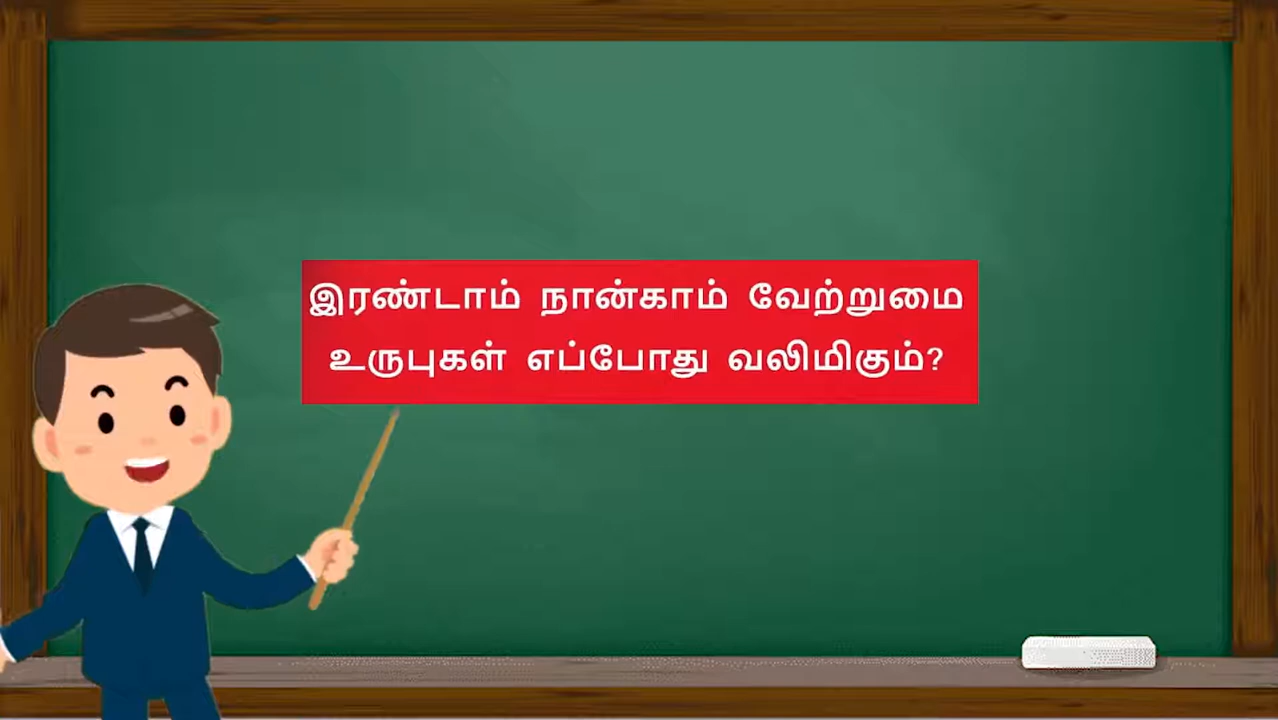 இரண்டாம் நான்காம் வேற்றுமை
உருபுகள் எப்போது வலிமிகும்?